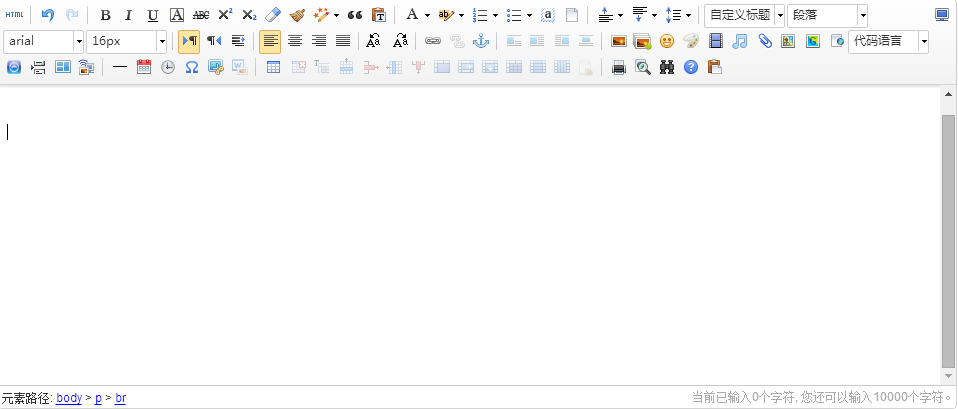 HTML B I U A ABC X² X₂ A ab 自定义标题 段落
arial 16px 代码语言
元素路径: body > p > br 当前已输入0个字符, 您还可以输入10000个字符。